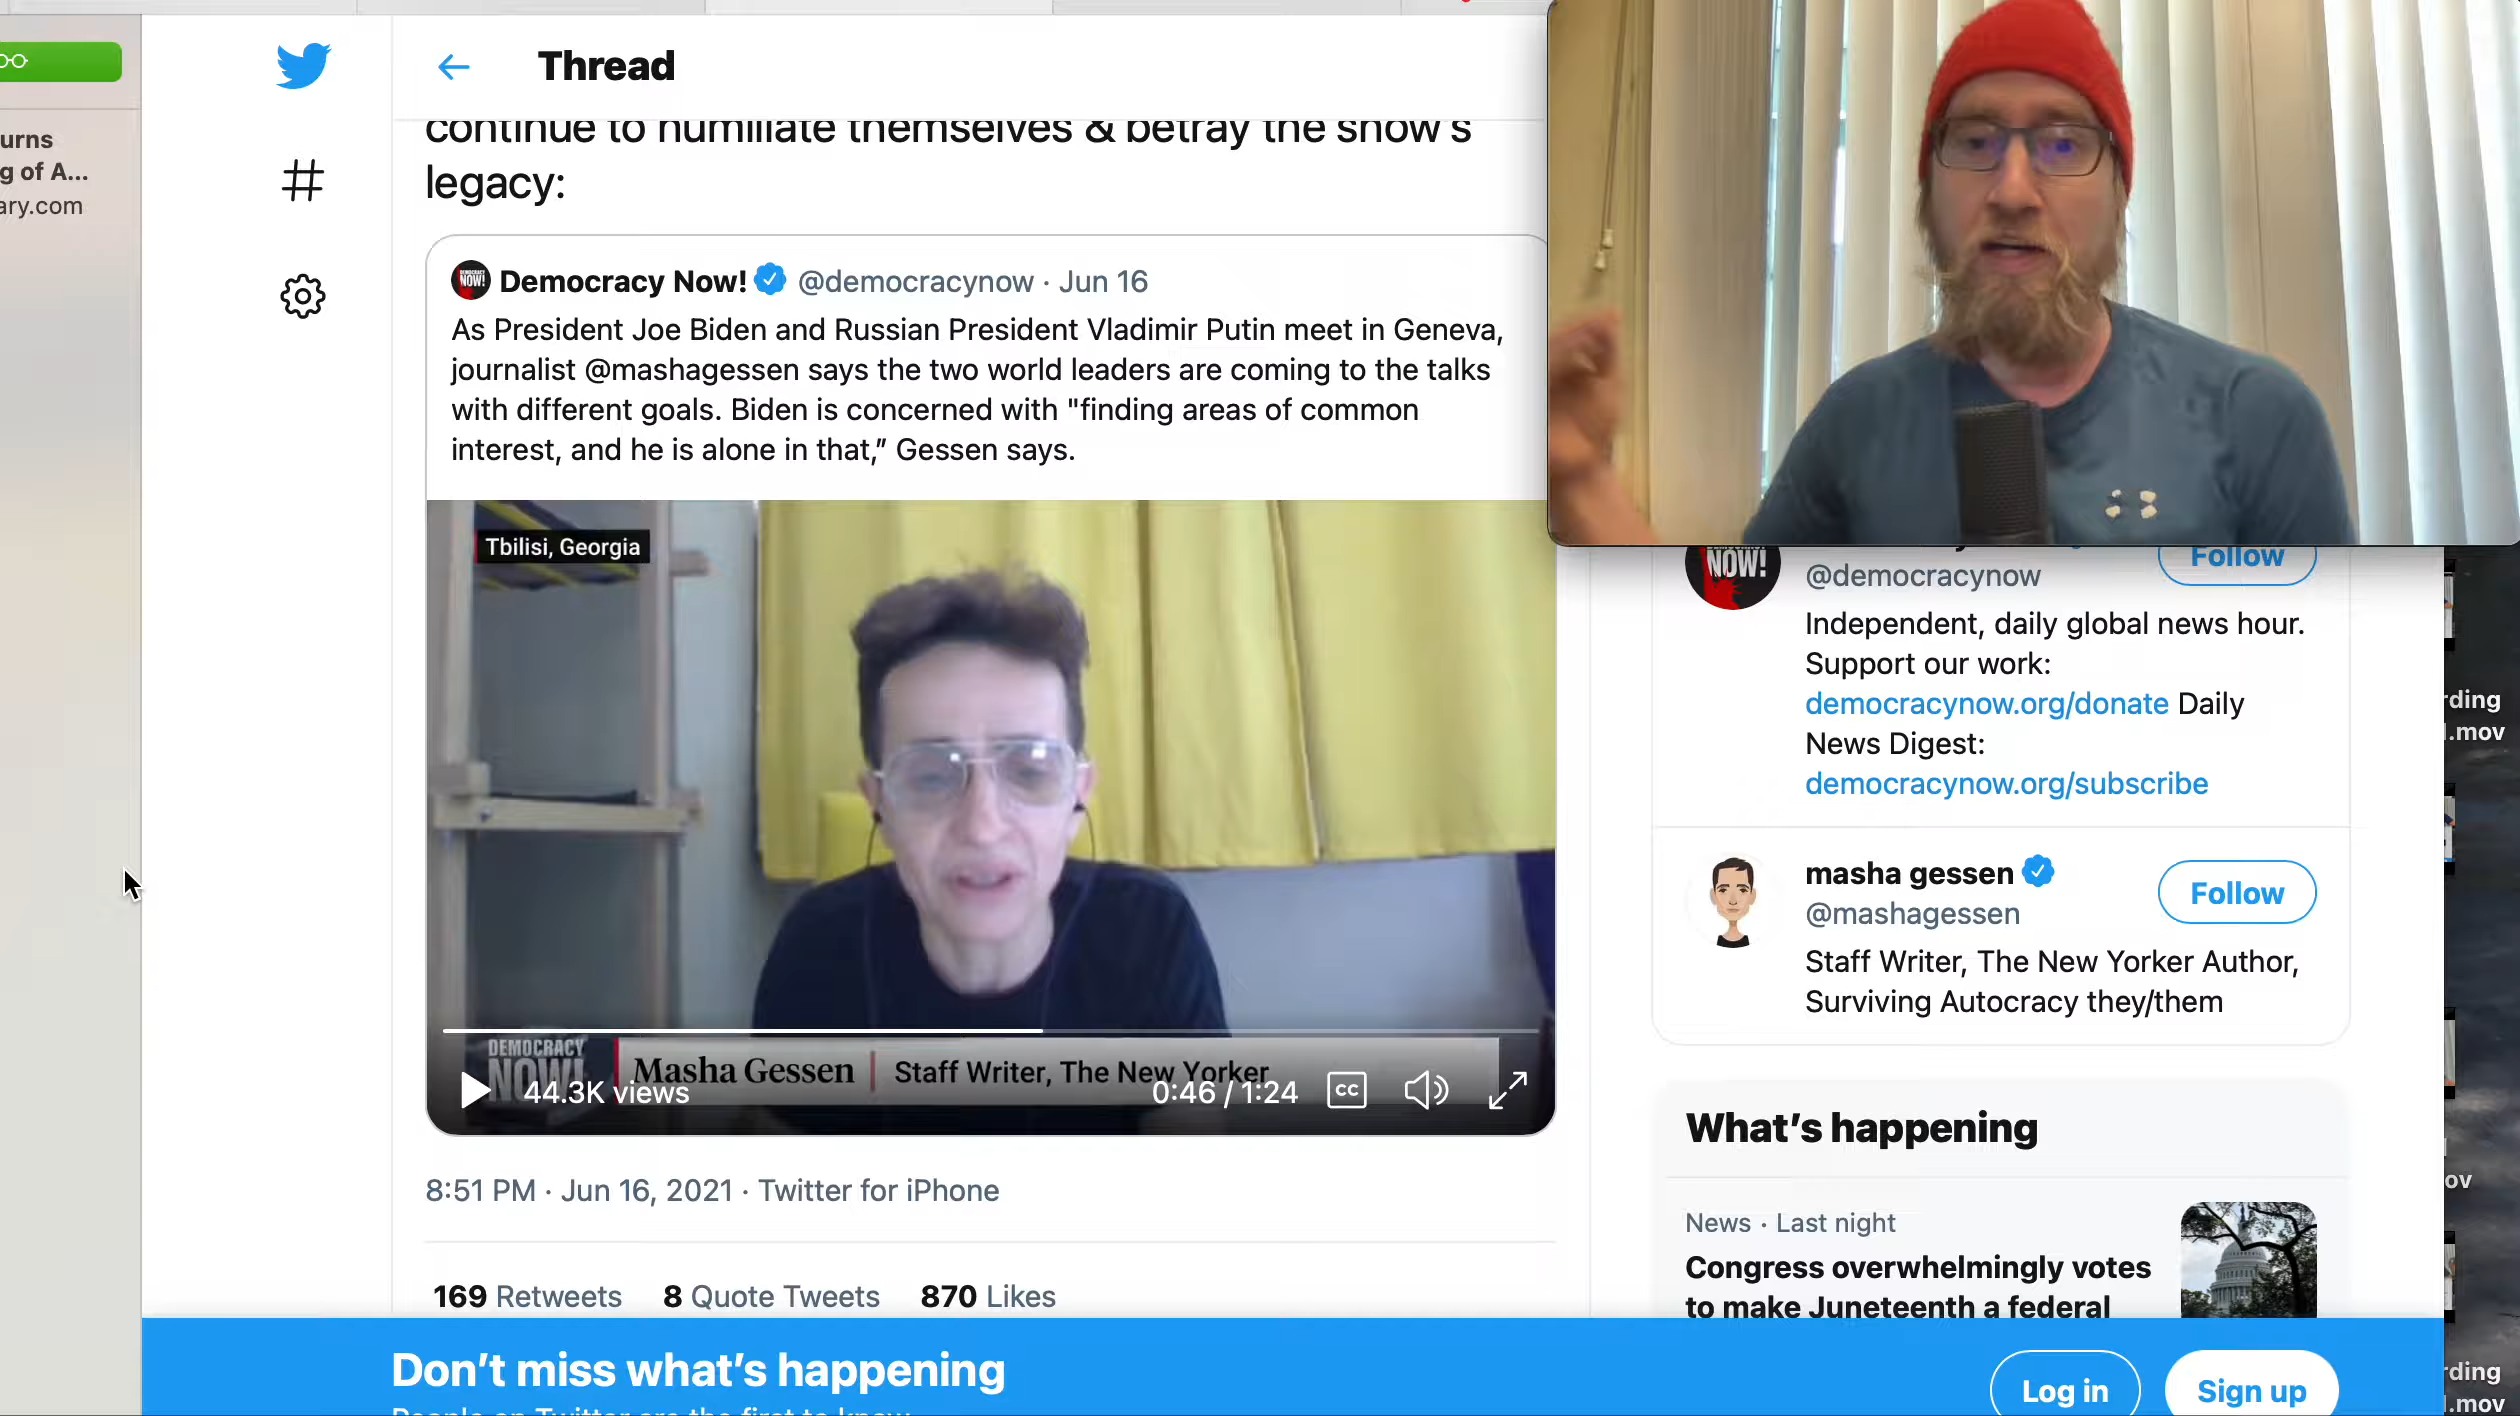 urns
g of A...
ary.com
Thread
continue to humiliate themselves & betray the show's
legacy:
Democracy Now! @democracynow · Jun 16
As President Joe Biden and Russian President Vladimir Putin meet in Geneva,
journalist @mashagessen says the two world leaders are coming to the talks
with different goals. Biden is concerned with "finding areas of common
interest, and he is alone in that,” Gessen says.
Tbilisi, Georgia
DEMOCRACY
NOW!
Masha Gessen | Staff Writer, The New Yorker
44.3K views
0:46 / 1:24
CC
8:51 PM · Jun 16, 2021 · Twitter for iPhone
169 Retweets 8 Quote Tweets 870 Likes
NOW!
Follow
@democracynow
Independent, daily global news hour.
Support our work:
democracynow.org/donate Daily
News Digest:
democracynow.org/subscribe
masha gessen
Follow
@mashagessen
Staff Writer, The New Yorker Author,
Surviving Autocracy they/them
What’s happening
News · Last night
Congress overwhelmingly votes
to make Juneteenth a federal
Don’t miss what’s happening
People on Twitter are the first to know.
Log in
Sign up
rding
.mov
ov
rding
.mov